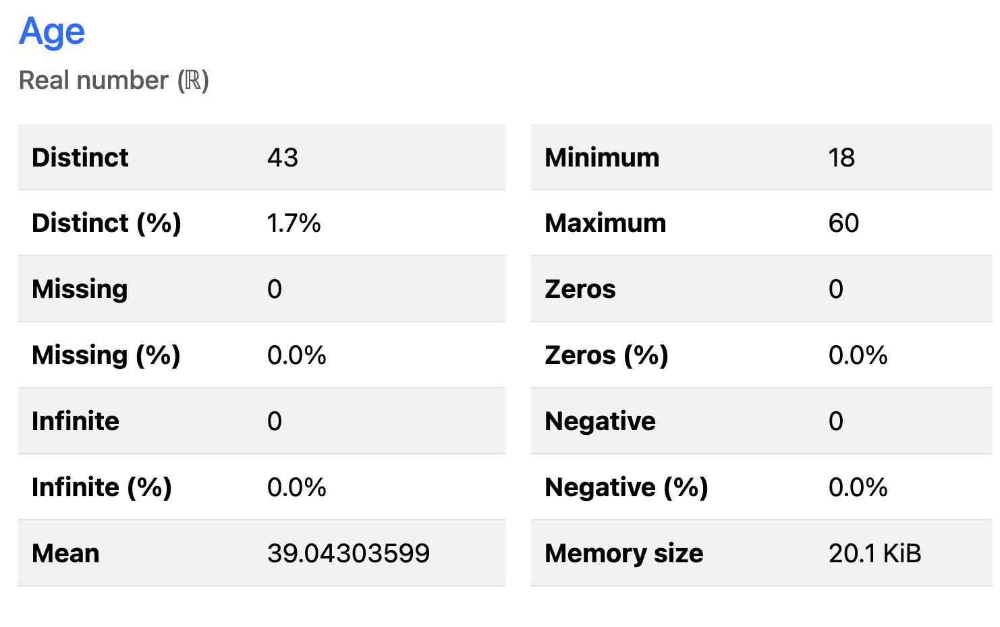 Age
Real number (ℝ)
Distinct 43
Distinct (%) 1.7%
Missing 0
Missing (%) 0.0%
Infinite 0
Infinite (%) 0.0%
Mean 39.04303599
Minimum 18
Maximum 60
Zeros 0
Zeros (%) 0.0%
Negative 0
Negative (%) 0.0%
Memory size 20.1 KiB